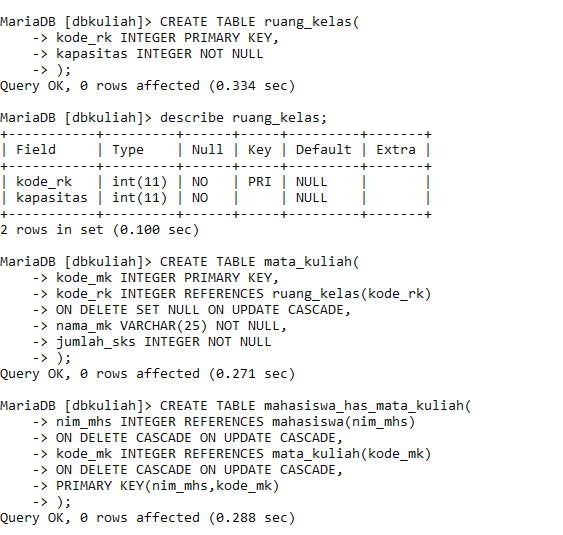 MariaDB [dbkuliah]> CREATE TABLE ruang_kelas(
    -> kode_rk INTEGER PRIMARY KEY,
    -> kapasitas INTEGER NOT NULL
    -> );
Query OK, 0 rows affected (0.334 sec)
MariaDB [dbkuliah]> describe ruang_kelas;
+-----------+---------+------+-----+---------+-------+
| Field     | Type    | Null | Key | Default | Extra |
+-----------+---------+------+-----+---------+-------+
| kode_rk   | int(11) | NO   | PRI | NULL    |       |
| kapasitas | int(11) | NO   |     | NULL    |       |
+-----------+---------+------+-----+---------+-------+
2 rows in set (0.100 sec)
MariaDB [dbkuliah]> CREATE TABLE mata_kuliah(
    -> kode_mk INTEGER PRIMARY KEY,
    -> kode_rk INTEGER REFERENCES ruang_kelas(kode_rk)
    -> ON DELETE SET NULL ON UPDATE CASCADE,
    -> nama_mk VARCHAR(25) NOT NULL,
    -> jumlah_sks INTEGER NOT NULL
    -> );
Query OK, 0 rows affected (0.271 sec)
MariaDB [dbkuliah]> CREATE TABLE mahasiswa_has_mata_kuliah(
    -> nim_mhs INTEGER REFERENCES mahasiswa(nim_mhs)
    -> ON DELETE CASCADE ON UPDATE CASCADE,
    -> kode_mk INTEGER REFERENCES mata_kuliah(kode_mk)
    -> ON DELETE CASCADE ON UPDATE CASCADE,
    -> PRIMARY KEY(nim_mhs,kode_mk)
    -> );
Query OK, 0 rows affected (0.288 sec)